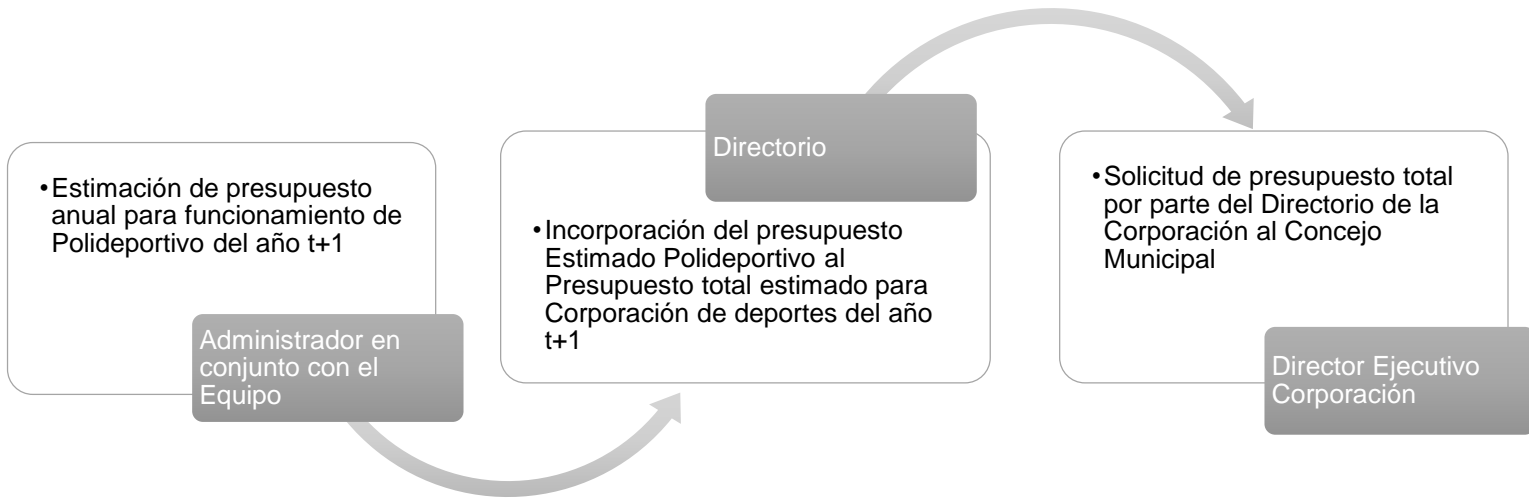 •Estimación de presupuesto
anual para funcionamiento de
Polideportivo del año t+1
Administrador en
conjunto con el
Equipo
Directorio
•Incorporación del presupuesto
Estimado Polideportivo al
Presupuesto total estimado para
Corporación de deportes del año
t+1
•Solicitud de presupuesto total
por parte del Directorio de la
Corporación al Concejo
Municipal
Director Ejecutivo
Corporación